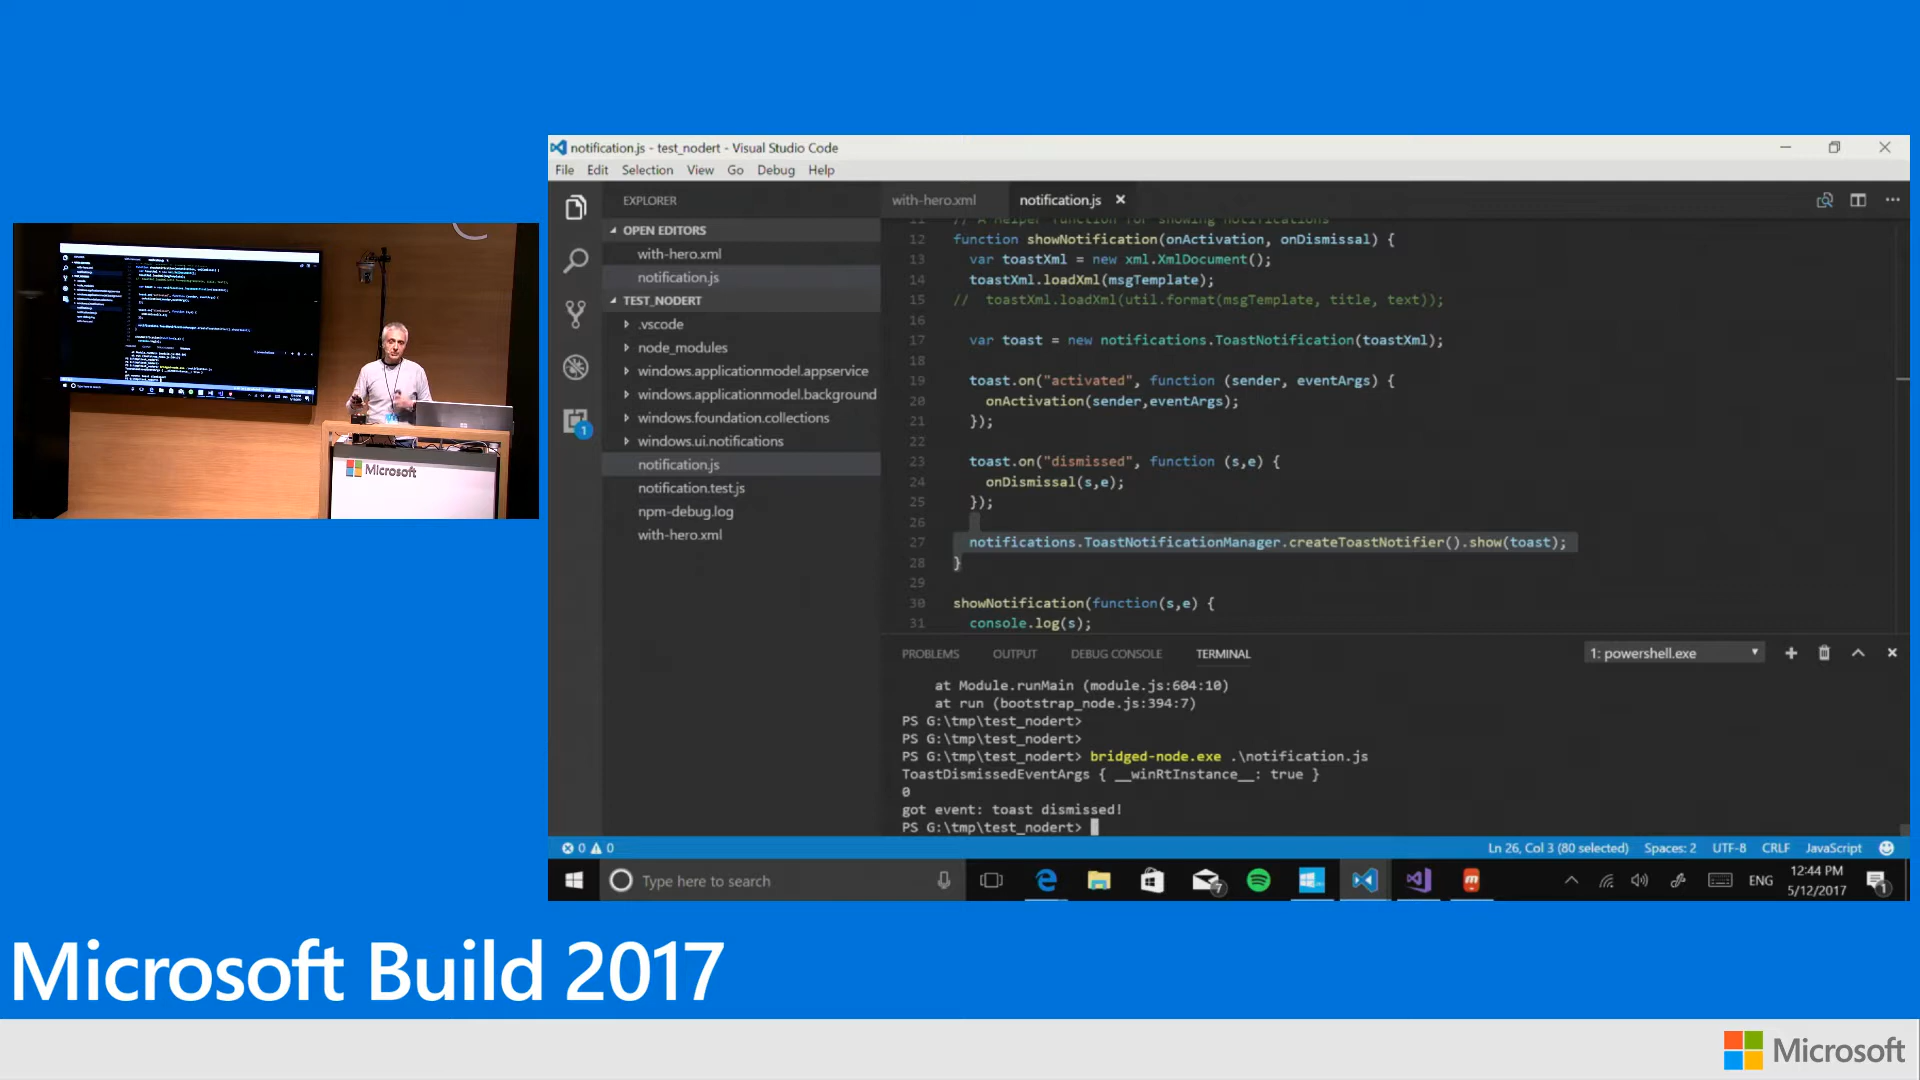 notification.js - test_nodert - Visual Studio Code
File Edit Selection View Go Debug Help
EXPLORER
OPEN EDITORS
with-hero.xml
notification.js
TEST_NODERT
.vscode
node_modules
windows.applicationmodel.appservice
windows.applicationmodel.background
windows.foundation.collections
windows.ui.notifications
notification.js
notification.test.js
npm-debug.log
with-hero.xml
1
with-hero.xml notification.js
11 // A helper function for showing notifications
12 function showNotification(onActivation, onDismissal) {
13 var toastXml = new xml.XmlDocument();
14 toastXml.loadXml(msgTemplate);
15 // toastXml.loadXml(util.format(msgTemplate, title, text));
16
17 var toast = new notifications.ToastNotification(toastXml);
18
19 toast.on("activated", function (sender, eventArgs) {
20 onActivation(sender,eventArgs);
21 });
22
23 toast.on("dismissed", function (s,e) {
24 onDismissal(s,e);
25 });
26
27 notifications.ToastNotificationManager.createToastNotifier().show(toast);
28 }
29
30 showNotification(function(s,e) {
31 console.log(s);
PROBLEMS OUTPUT DEBUG CONSOLE TERMINAL 1: powershell.exe
at Module.runMain (module.js:604:10)
at run (bootstrap_node.js:394:7)
PS G:\tmp\test_nodert>
PS G:\tmp\test_nodert>
PS G:\tmp\test_nodert> bridged-node.exe .\notification.js
ToastDismissedEventArgs { __winRtInstance__: true }
0
got event: toast dismissed!
PS G:\tmp\test_nodert>
0 0 Ln 26, Col 3 (80 selected) Spaces: 2 UTF-8 CRLF JavaScript
Type here to search 7 ENG 12:44 PM
5/12/2017 1
Microsoft
Microsoft Build 2017
Microsoft